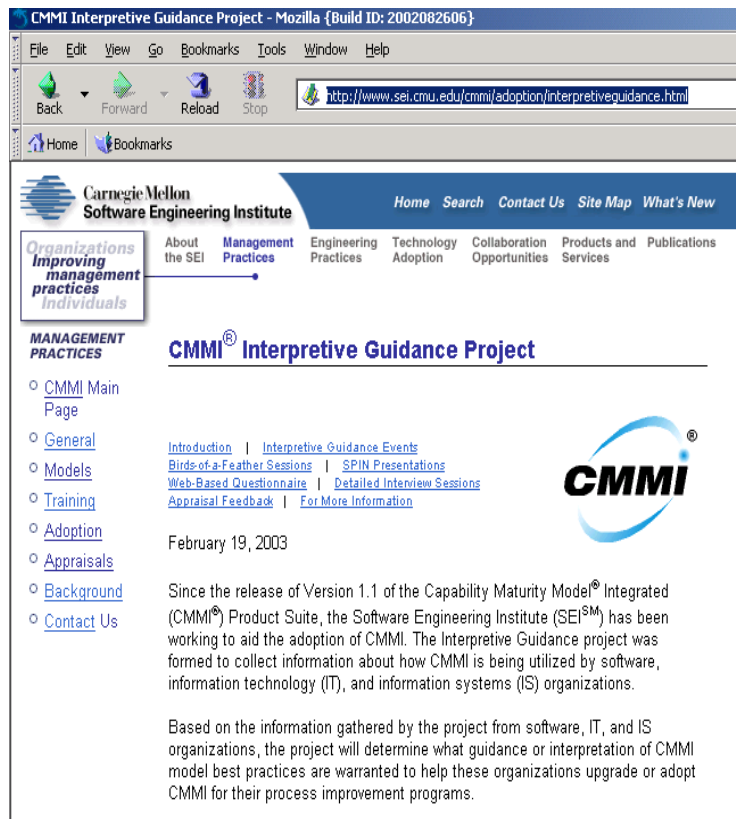 CMMI Interpretive Guidance Project - Mozilla {Build ID: 2002082606}
File Edit View Go Bookmarks Tools Window Help
Back Forward Reload Stop http://www.sei.cmu.edu/cmmi/adoption/interpretiveguidance.html
Home Bookmarks
Carnegie Mellon
Software Engineering Institute
Home Search Contact Us Site Map What's New
Organizations
Improving
management
practices
Individuals
About the SEI
Management Practices
Engineering Practices
Technology Adoption
Collaboration Opportunities
Products and Services
Publications
MANAGEMENT
PRACTICES
CMMI Main
Page
General
Models
Training
Adoption
Appraisals
Background
Contact Us
CMMI® Interpretive Guidance Project
Introduction | Interpretive Guidance Events
Birds-of-a-Feather Sessions | SPIN Presentations
Web-Based Questionnaire | Detailed Interview Sessions
Appraisal Feedback | For More Information
CMMI®
February 19, 2003
Since the release of Version 1.1 of the Capability Maturity Model® Integrated
(CMMI®) Product Suite, the Software Engineering Institute (SEI℠) has been
working to aid the adoption of CMMI. The Interpretive Guidance project was
formed to collect information about how CMMI is being utilized by software,
information technology (IT), and information systems (IS) organizations.
Based on the information gathered by the project from software, IT, and IS
organizations, the project will determine what guidance or interpretation of CMMI
model best practices are warranted to help these organizations upgrade or adopt
CMMI for their process improvement programs.